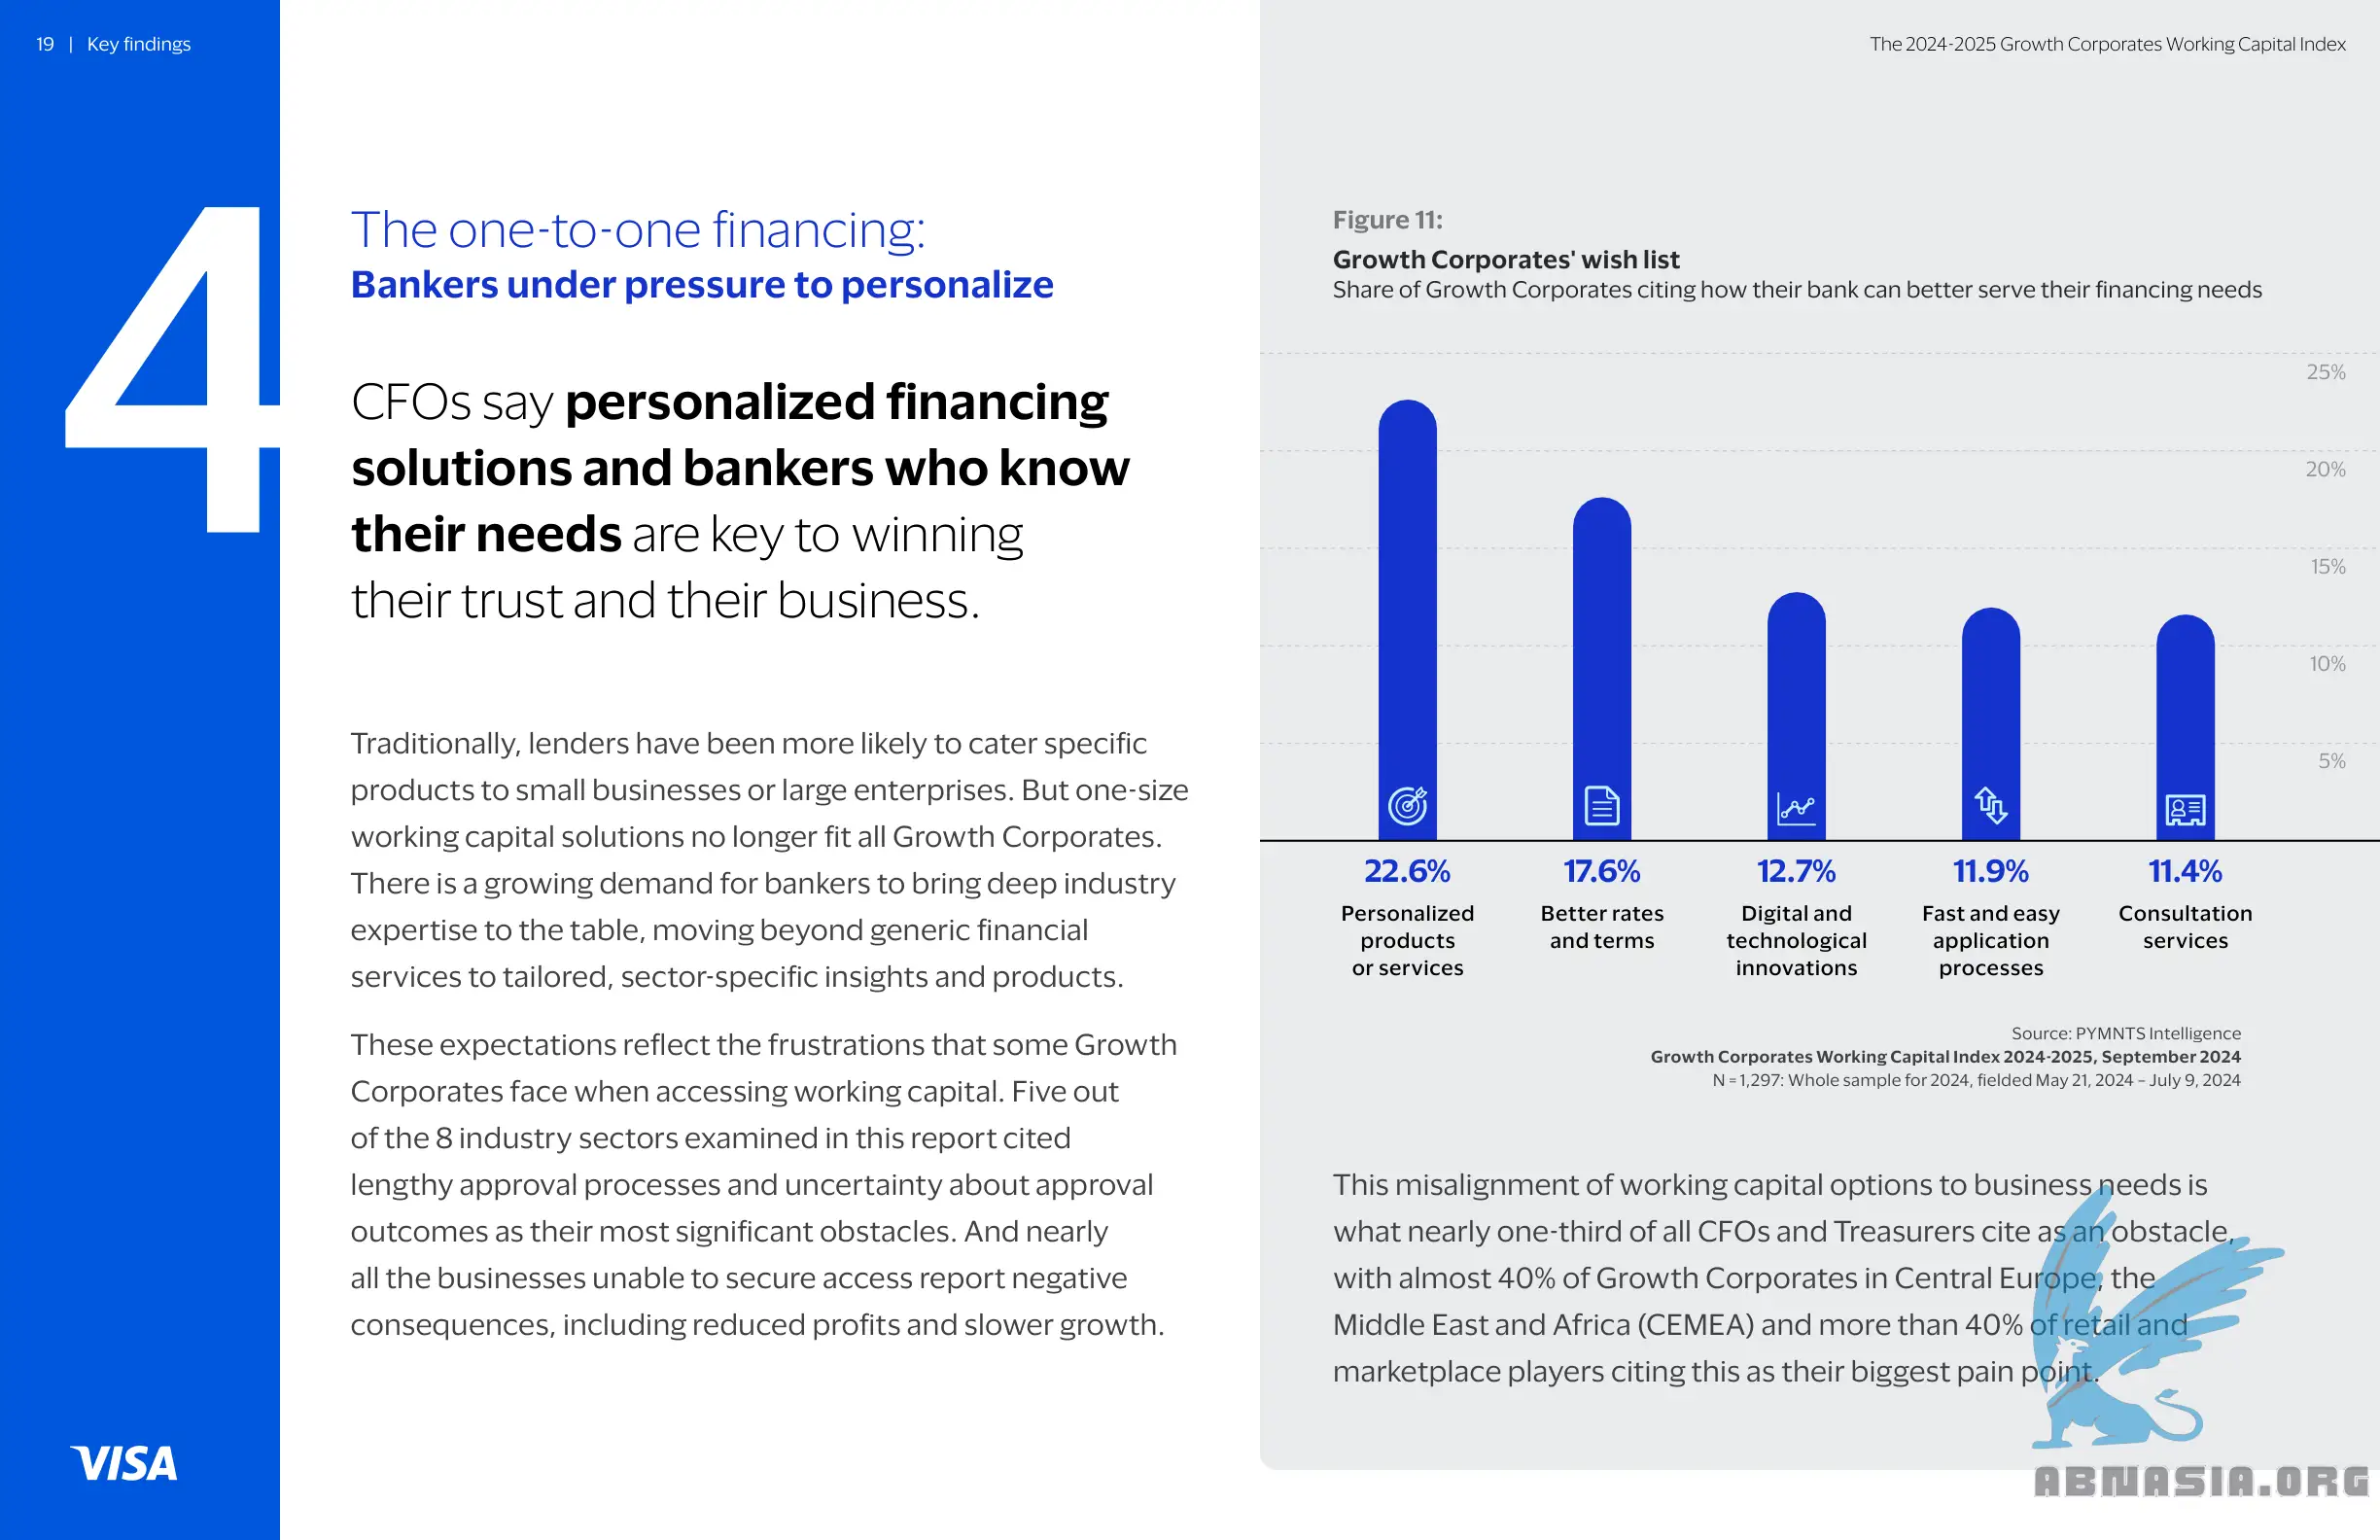 19 | Key findings
The 2024-2025 Growth Corporates Working Capital Index
4
The one-to-one financing:
Bankers under pressure to personalize
CFOs say personalized financing
solutions and bankers who know
their needs are key to winning
their trust and their business.
Traditionally, lenders have been more likely to cater specific
products to small businesses or large enterprises. But one-size
working capital solutions no longer fit all Growth Corporates.
There is a growing demand for bankers to bring deep industry
expertise to the table, moving beyond generic financial
services to tailored, sector-specific insights and products.
These expectations reflect the frustrations that some Growth
Corporates face when accessing working capital. Five out
of the 8 industry sectors examined in this report cited
lengthy approval processes and uncertainty about approval
outcomes as their most significant obstacles. And nearly
all the businesses unable to secure access report negative
consequences, including reduced profits and slower growth.
VISA
Figure 11:
Growth Corporates' wish list
Share of Growth Corporates citing how their bank can better serve their financing needs
25%
20%
15%
10%
5%
22.6% 17.6% 12.7% 11.9% 11.4%
Personalized Better rates Digital and Fast and easy Consultation
products and terms technological application services
or services innovations processes
Source: PYMNTS Intelligence
Growth Corporates Working Capital Index 2024-2025, September 2024
N = 1,297: Whole sample for 2024, fielded May 21, 2024 – July 9, 2024
This misalignment of working capital options to business needs is
what nearly one-third of all CFOs and Treasurers cite as an obstacle,
with almost 40% of Growth Corporates in Central Europe, the
Middle East and Africa (CEMEA) and more than 40% of retail and
marketplace players citing this as their biggest pain point.
ABNASIA.ORG